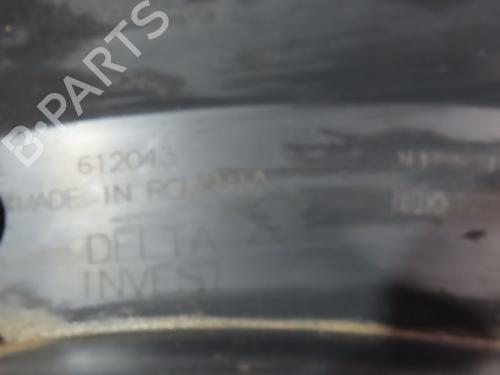 B-PARTS
612043
MADE IN ROMANIA
DELTA
INVEST